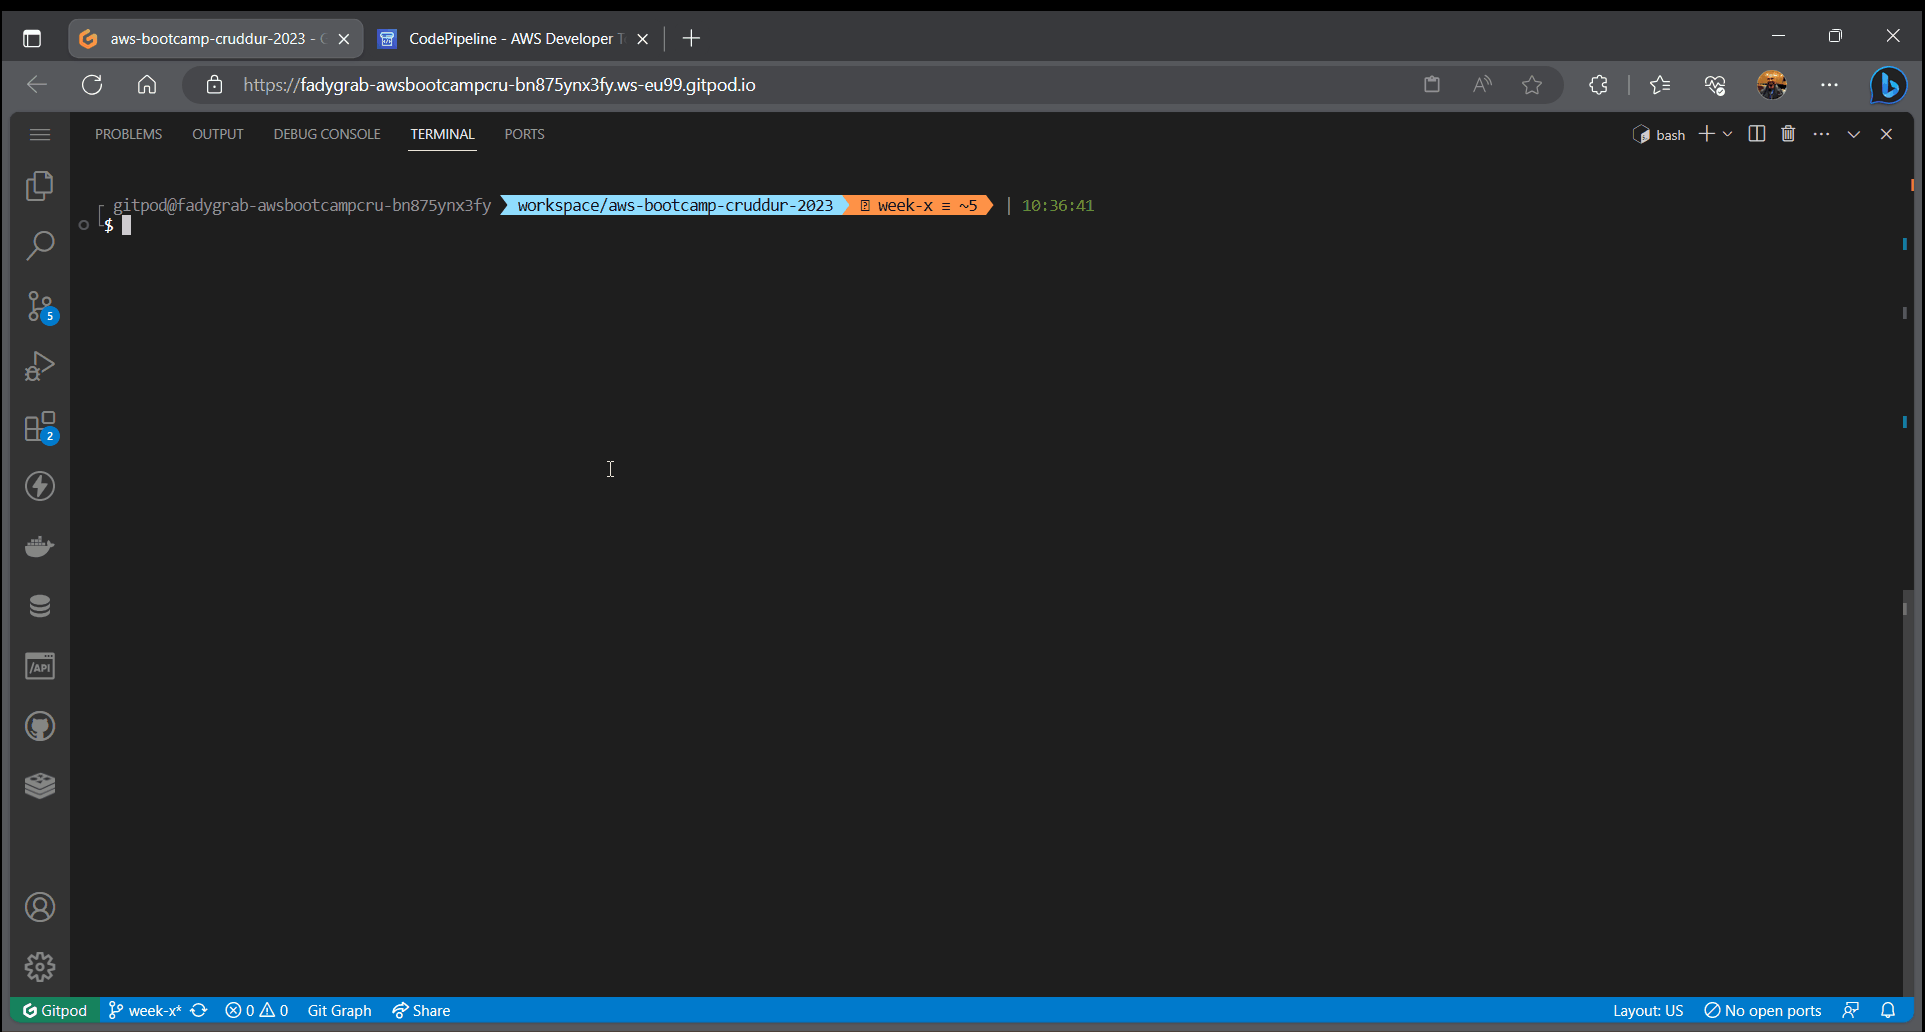 aws-bootcamp-cruddur-2023 - CodePipeline - AWS Developer T
https://fadygrab-awsbootcampcru-bn875ynx3fy.ws-eu99.gitpod.io
PROBLEMS OUTPUT DEBUG CONSOLE TERMINAL PORTS bash
gitpod@fadygrab-awsbootcampcru-bn875ynx3fy workspace/aws-bootcamp-cruddur-2023 week-x ≡ ~5 | 10:36:41
$
5
2
/API
Gitpod week-x* 0 0 Git Graph Share Layout: US No open ports